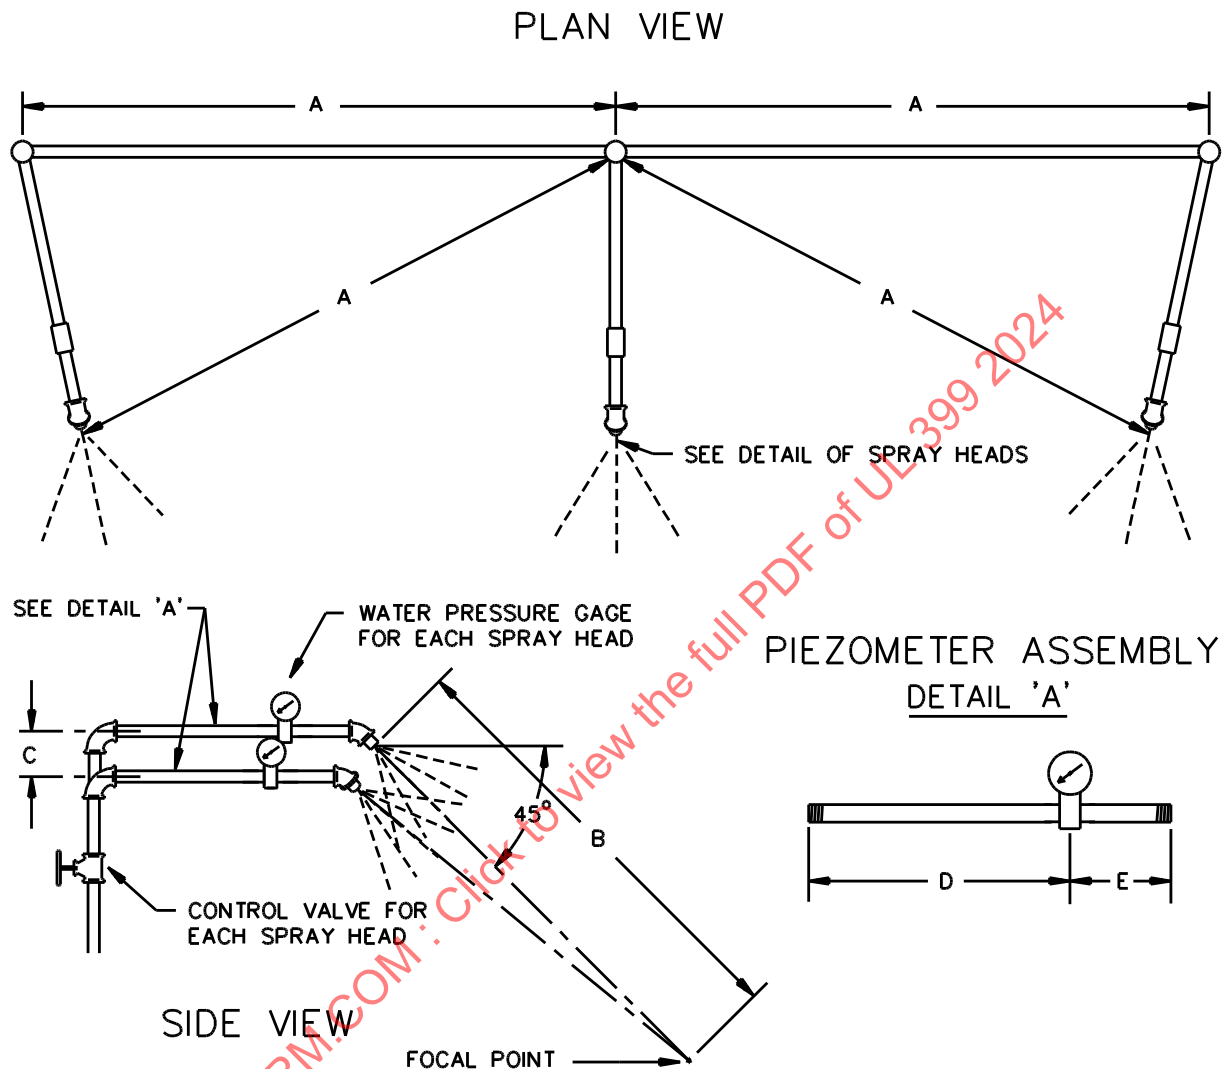 PLAN VIEW
A
A
A
A
SEE DETAIL OF SPRAY HEADS
SEE DETAIL 'A'
WATER PRESSURE GAGE
FOR EACH SPRAY HEAD
PIEZOMETER ASSEMBLY
DETAIL 'A'
C
45°
B
D
E
CONTROL VALVE FOR
EACH SPRAY HEAD
SIDE VIEW
FOCAL POINT
RM.COM : Click to view the full PDF of UL 399 2024